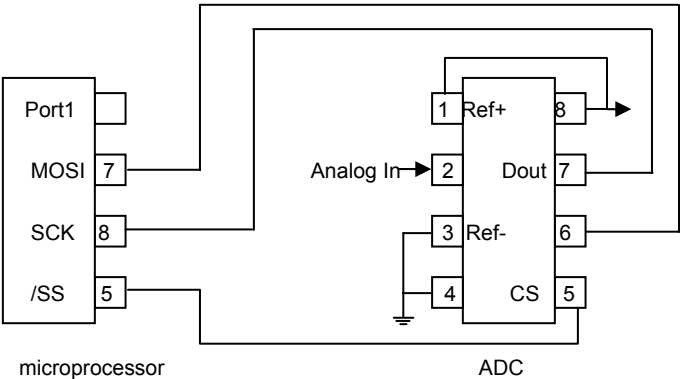 Port1
MOSI 7
SCK 8
/SS 5
microprocessor
1 Ref+ 8
Analog In 2 Dout 7
3 Ref- 6
4 CS 5
ADC